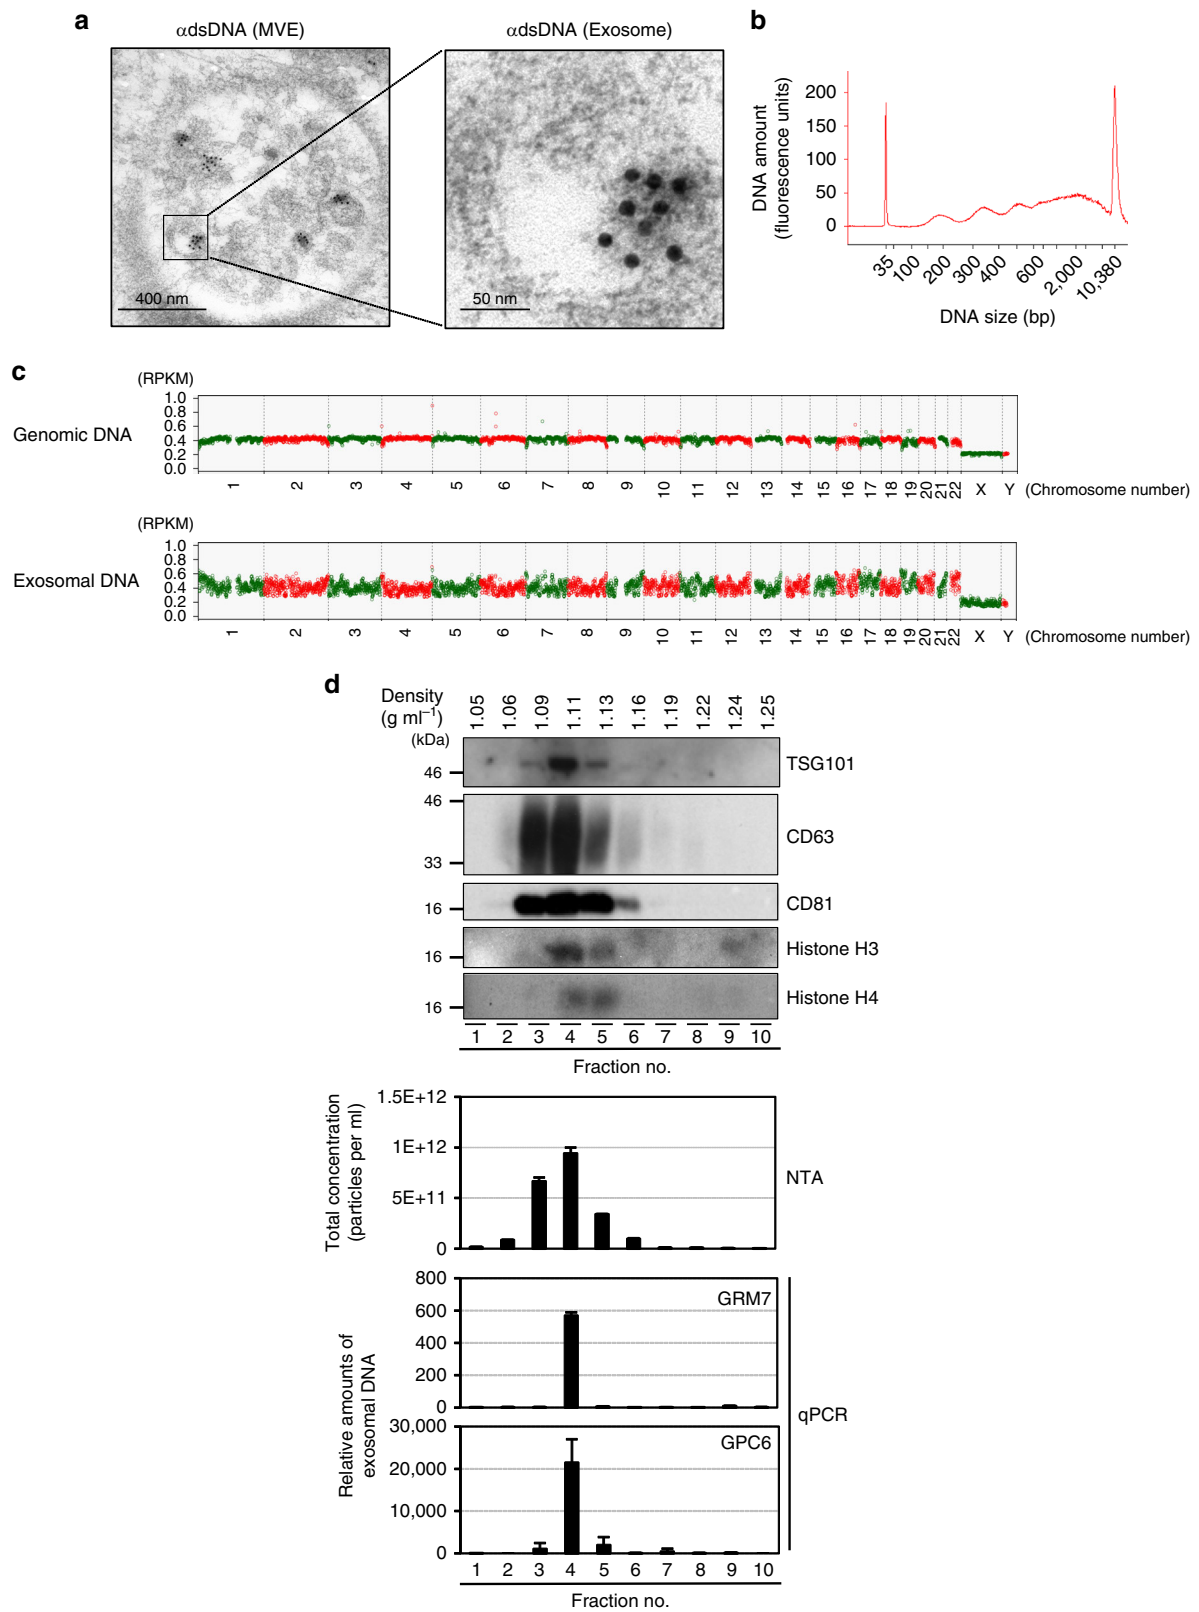 a
αdsDNA (MVE)
αdsDNA (Exosome)
400 nm
50 nm
b
DNA amount
(fluorescence units)
200
150
100
50
0
35 100 200 300 400 600 2,000 10,380
DNA size (bp)
c
(RPKM)
Genomic DNA
1.0
0.8
0.6
0.4
0.2
0.0
1 2 3 4 5 6 7 8 9 10 11 12 13 14 15 16 17 18 19 20 21 22 X Y (Chromosome number)
(RPKM)
Exosomal DNA
1.0
0.8
0.6
0.4
0.2
0.0
1 2 3 4 5 6 7 8 9 10 11 12 13 14 15 16 17 18 19 20 21 22 X Y (Chromosome number)
d
Density
(g ml⁻¹)
1.05 1.06 1.09 1.11 1.13 1.16 1.19 1.22 1.24 1.25
(kDa)
46
TSG101
46
33
CD63
16
CD81
16
Histone H3
16
Histone H4
1 2 3 4 5 6 7 8 9 10
Fraction no.
Total concentration
(particles per ml)
1.5E+12
1E+12
5E+11
0
NTA
Relative amounts of
exosomal DNA
800
600
400
200
0
GRM7
30,000
20,000
10,000
0
GPC6
qPCR
1 2 3 4 5 6 7 8 9 10
Fraction no.